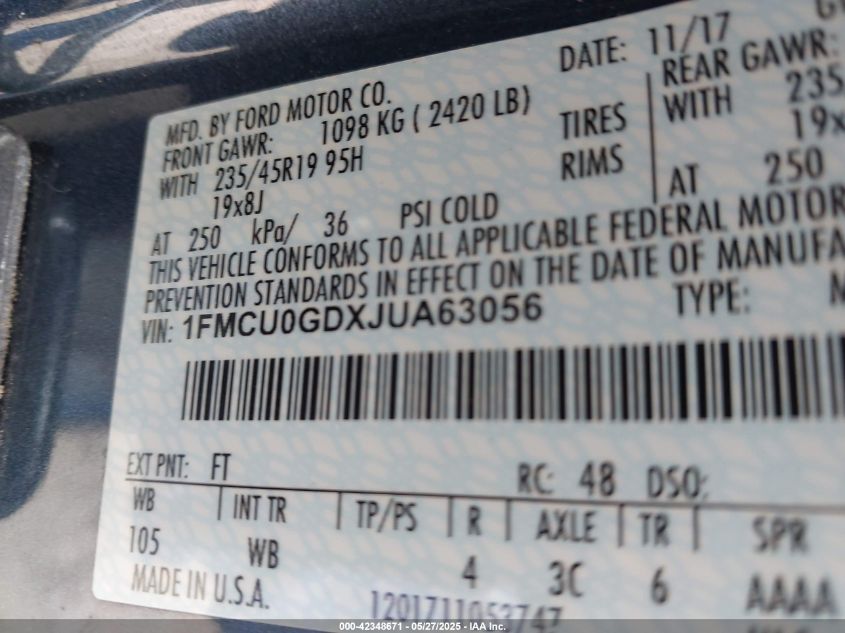 MFD. BY FORD MOTOR CO. DATE: 11/17
FRONT GAWR: 1098 KG ( 2420 LB) REAR GAWR:
WITH 235/45R19 95H TIRES WITH 235
19x8J RIMS 19x
AT 250 kPa/ 36 PSI COLD AT 250
THIS VEHICLE CONFORMS TO ALL APPLICABLE FEDERAL MOTOR
PREVENTION STANDARDS IN EFFECT ON THE DATE OF MANUFA
VIN: 1FMCU0GDXJUA63056 TYPE:
EXT PNT: FT RC: 48 DSO:
WB INT TR TP/PS R AXLE TR SPR
105 WB 4 3C 6 AAAA
MADE IN U.S.A.
1201711052747
000-42348671 - 05/27/2025 - Copyright IAA, Inc.